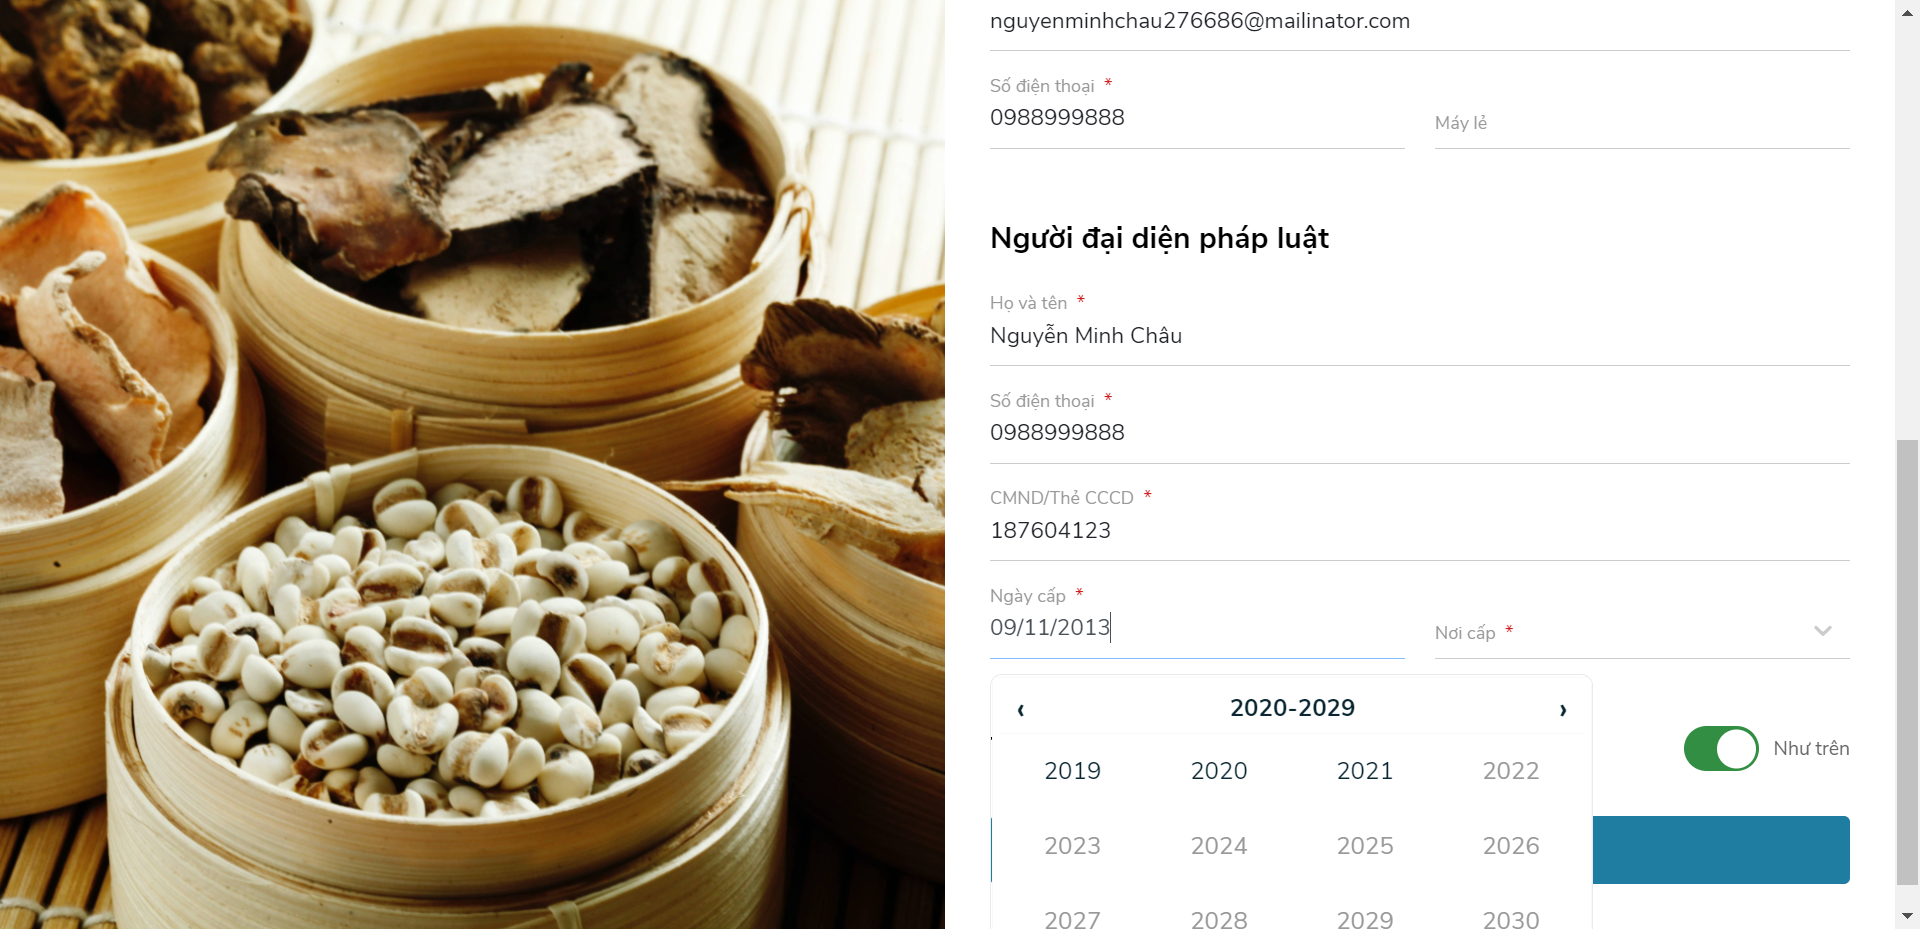 nguyenminhchau276686@mailinator.com
Số điện thoại *
0988999888
Máy lẻ
Người đại diện pháp luật
Họ và tên *
Nguyễn Minh Châu
Số điện thoại *
0988999888
CMND/Thẻ CCCD *
187604123
Ngày cấp *
09/11/2013
Nơi cấp *
‹ 2020-2029 ›
2019 2020 2021 2022
Như trên
2023 2024 2025 2026
2027 2028 2029 2030